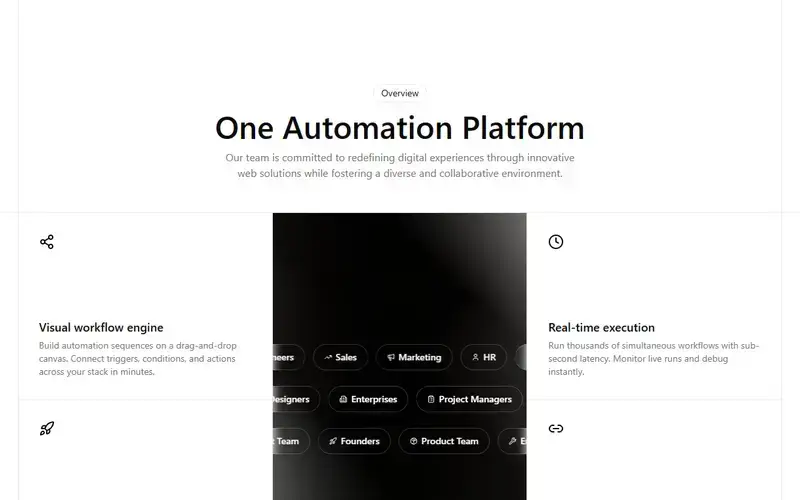 Overview
One Automation Platform
Our team is committed to redefining digital experiences through innovative
web solutions while fostering a diverse and collaborative environment.
Visual workflow engine
Build automation sequences on a drag-and-drop
canvas. Connect triggers, conditions, and actions
across your stack in minutes.
Sales
Marketing
HR
Designers
Enterprises
Project Managers
Team
Founders
Product Team
Real-time execution
Run thousands of simultaneous workflows with sub-
second latency. Monitor live runs and debug
instantly.